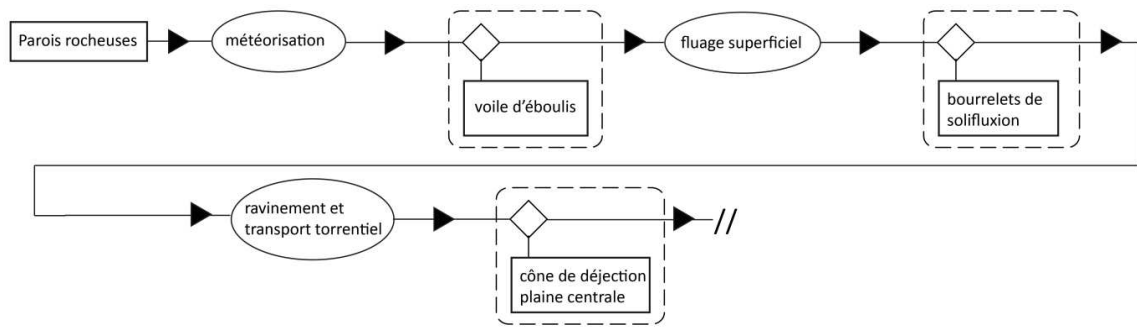 Parois rocheuses
météorisation
voile d'éboulis
fluage superficiel
bourrelets de
solifluxion
ravinement et
transport torrentiel
cône de déjection
plaine centrale
//